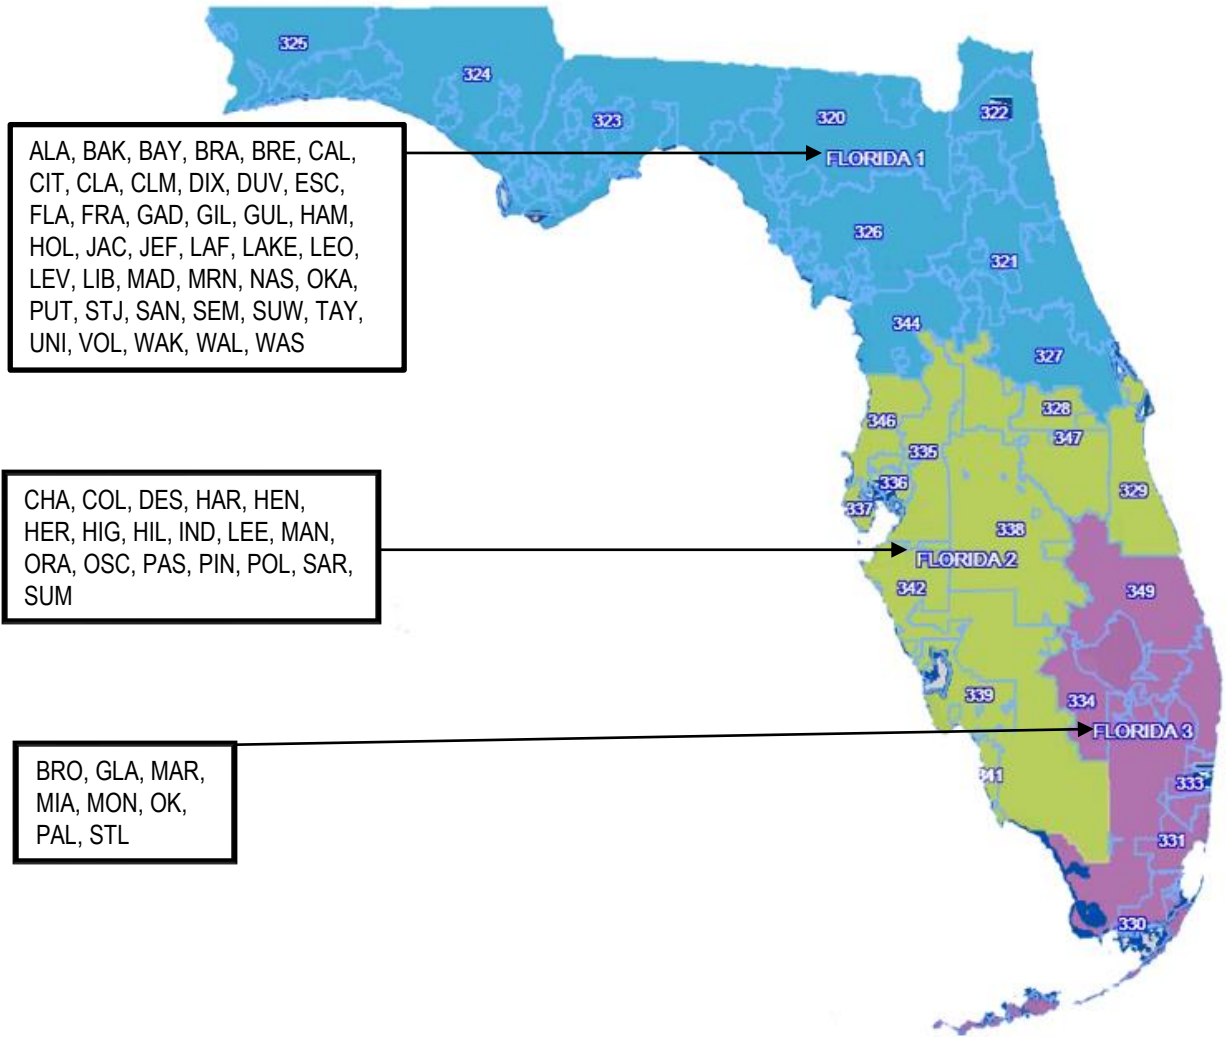 325
324
323
320
322
ALA, BAK, BAY, BRA, BRE, CAL,
CIT, CLA, CLM, DIX, DUV, ESC,
FLA, FRA, GAD, GIL, GUL, HAM,
HOL, JAC, JEF, LAF, LAKE, LEO,
LEV, LIB, MAD, MRN, NAS, OKA,
PUT, STJ, SAN, SEM, SUW, TAY,
UNI, VOL, WAK, WAL, WAS
FLORIDA 1
326
321
344
327
328
346
347
335
336
329
337
338
CHA, COL, DES, HAR, HEN,
HER, HIG, HIL, IND, LEE, MAN,
ORA, OSC, PAS, PIN, POL, SAR,
SUM
FLORIDA 2
342
349
339
334
FLORIDA 3
BRO, GLA, MAR,
MIA, MON, OK,
PAL, STL
341
333
331
330